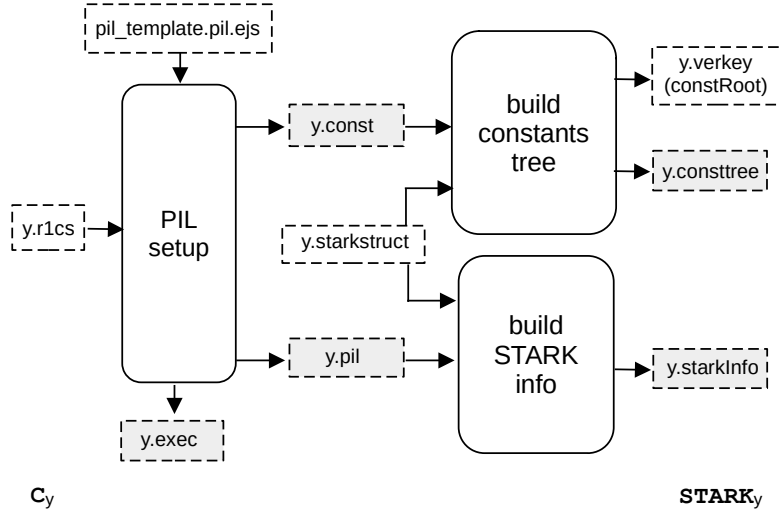 pil_template.pil.ejs
y.verkey
(constRoot)
build
constants
tree
y.const
y.consttree
y.r1cs
PIL
setup
y.starkstruct
build
STARK
info
y.pil
y.starkInfo
y.exec
Cy
STARKy